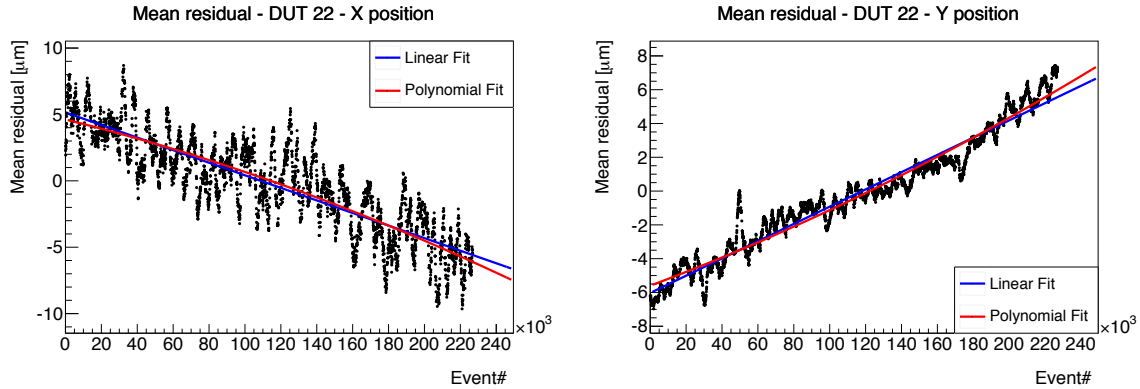 Mean residual - DUT 22 - X position
Mean residual [μm]
10
5
0
-5
-10
Linear Fit
Polynomial Fit
0 20 40 60 80 100 120 140 160 180 200 220 240
×10³
Event#
Mean residual - DUT 22 - Y position
Mean residual [μm]
8
6
4
2
0
-2
-4
-6
-8
Linear Fit
Polynomial Fit
0 20 40 60 80 100 120 140 160 180 200 220 240
×10³
Event#